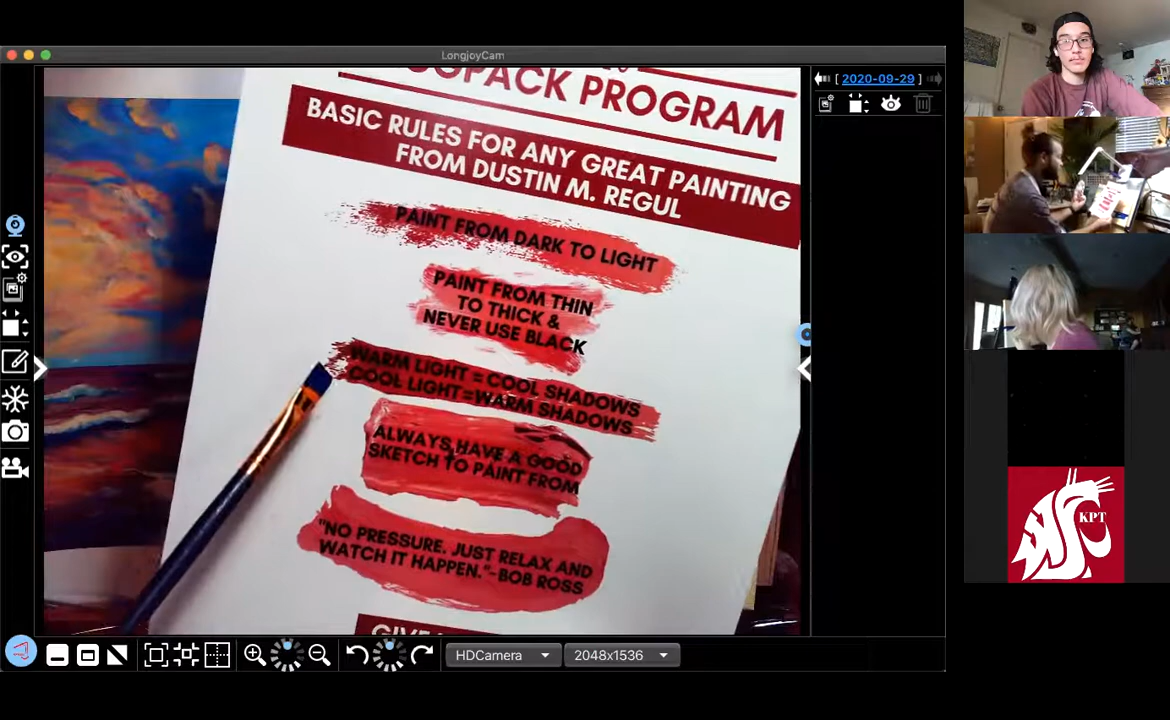 LongjoyCam
[ 2020-09-29 ]
PACK PROGRAM
BASIC RULES FOR ANY GREAT PAINTING
FROM DUSTIN M. REGUL
PAINT FROM DARK TO LIGHT
PAINT FROM THIN
TO THICK &
NEVER USE BLACK
WARM LIGHT = COOL SHADOWS
COOL LIGHT = WARM SHADOWS
ALWAYS HAVE A GOOD
SKETCH TO PAINT FROM
"NO PRESSURE. JUST RELAX AND
WATCH IT HAPPEN."-BOB ROSS
KPT
HDCamera
2048x1536